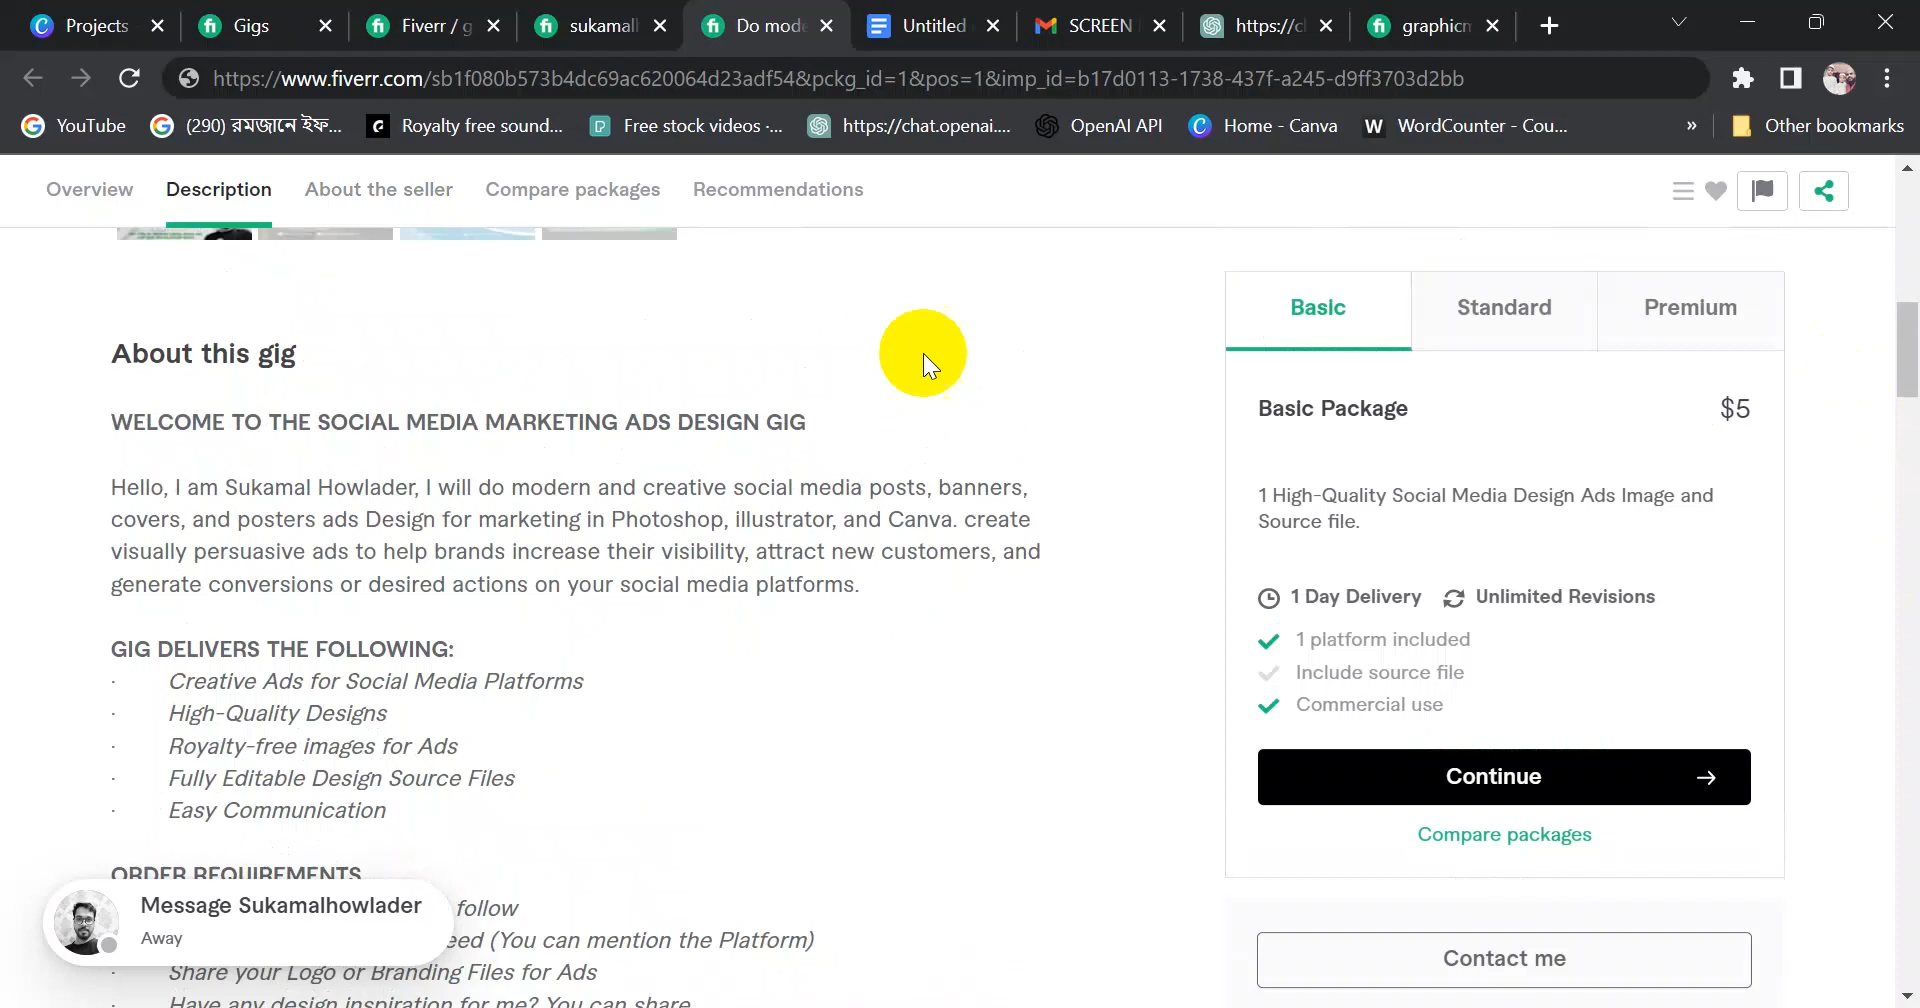 Projects
Gigs
Fiverr / g
sukamall
Do mode
Untitled
SCREEN
https://cl
graphicm
https://www.fiverr.com/sb1f080b573b4dc69ac620064d23adf54&pckg_id=1&pos=1&imp_id=b17d0113-1738-437f-a245-d9ff3703d2bb
YouTube
(290) রমজানে ইফ...
Royalty free sound...
Free stock videos ·...
https://chat.openai....
OpenAI API
Home - Canva
WordCounter - Cou...
»
Other bookmarks
Overview
Description
About the seller
Compare packages
Recommendations
About this gig
WELCOME TO THE SOCIAL MEDIA MARKETING ADS DESIGN GIG
Hello, I am Sukamal Howlader, I will do modern and creative social media posts, banners,
covers, and posters ads Design for marketing in Photoshop, illustrator, and Canva. create
visually persuasive ads to help brands increase their visibility, attract new customers, and
generate conversions or desired actions on your social media platforms.
GIG DELIVERS THE FOLLOWING:
· Creative Ads for Social Media Platforms
· High-Quality Designs
· Royalty-free images for Ads
· Fully Editable Design Source Files
· Easy Communication
ORDER REQUIREMENTS
follow
eed (You can mention the Platform)
· Share your Logo or Branding Files for Ads
Have any design inspiration for me? You can share
Message Sukamalhowlader
Away
Basic
Standard
Premium
Basic Package
$5
1 High-Quality Social Media Design Ads Image and
Source file.
1 Day Delivery
Unlimited Revisions
1 platform included
Include source file
Commercial use
Continue →
Compare packages
Contact me